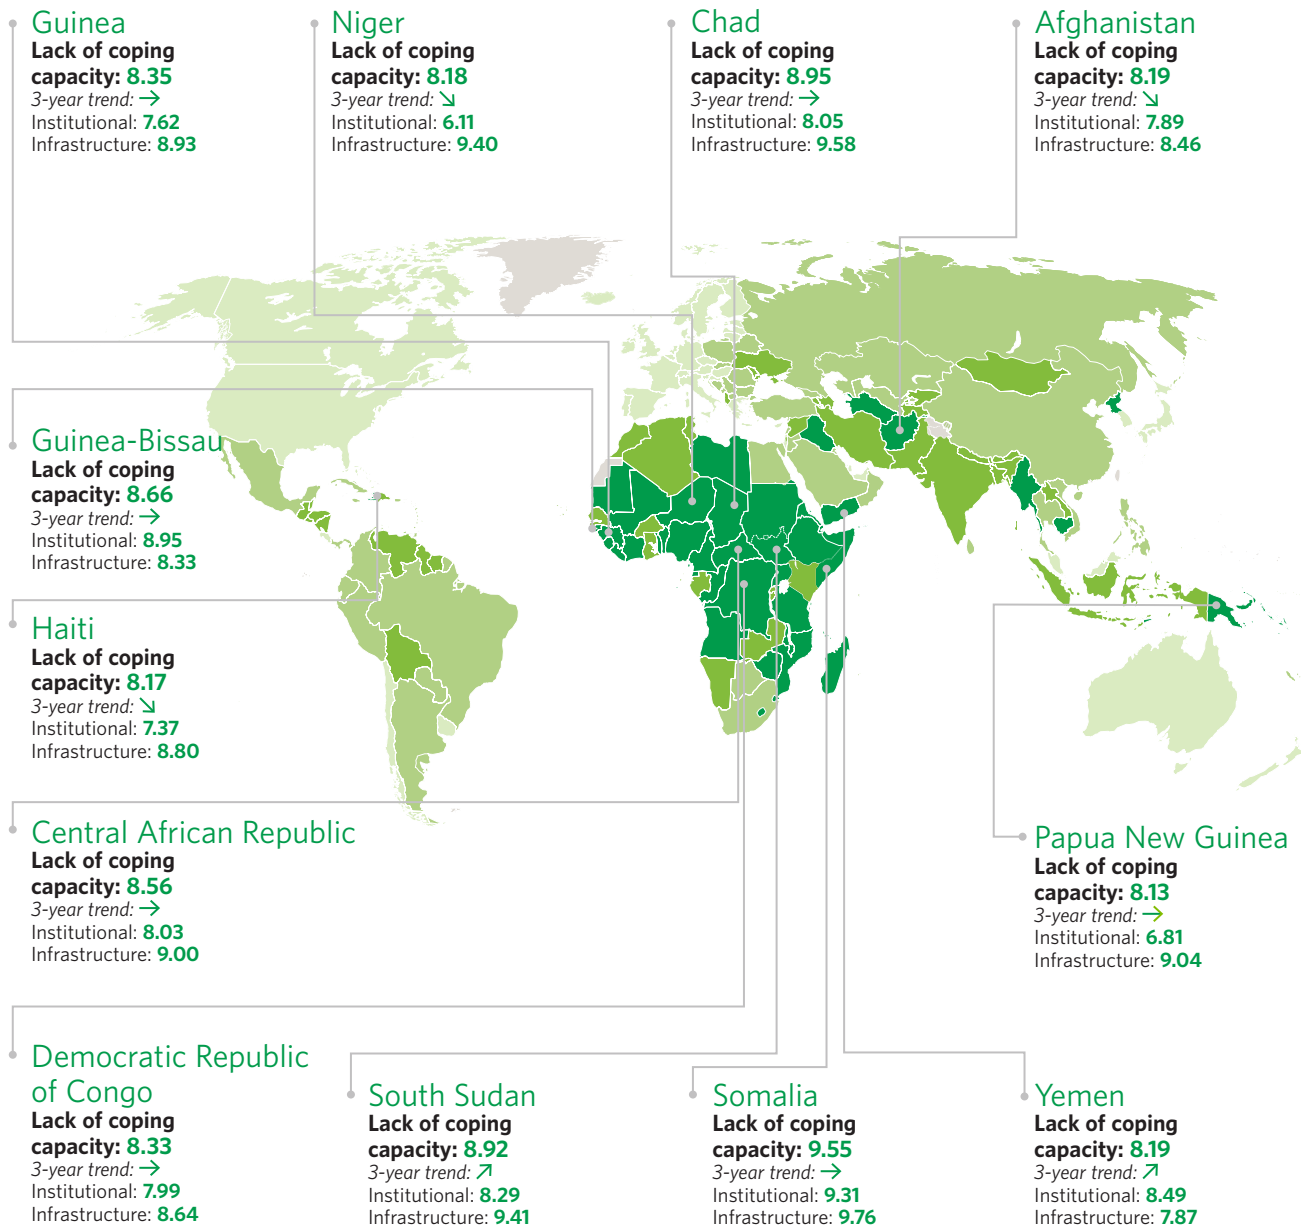 Guinea
Lack of coping
capacity: 8.35
3-year trend: →
Institutional: 7.62
Infrastructure: 8.93
Niger
Lack of coping
capacity: 8.18
3-year trend: ↘
Institutional: 6.11
Infrastructure: 9.40
Chad
Lack of coping
capacity: 8.95
3-year trend: →
Institutional: 8.05
Infrastructure: 9.58
Afghanistan
Lack of coping
capacity: 8.19
3-year trend: ↘
Institutional: 7.89
Infrastructure: 8.46
Guinea-Bissau
Lack of coping
capacity: 8.66
3-year trend: →
Institutional: 8.95
Infrastructure: 8.33
Haiti
Lack of coping
capacity: 8.17
3-year trend: ↘
Institutional: 7.37
Infrastructure: 8.80
Central African Republic
Lack of coping
capacity: 8.56
3-year trend: →
Institutional: 8.03
Infrastructure: 9.00
Papua New Guinea
Lack of coping
capacity: 8.13
3-year trend: →
Institutional: 6.81
Infrastructure: 9.04
Democratic Republic
of Congo
Lack of coping
capacity: 8.33
3-year trend: →
Institutional: 7.99
Infrastructure: 8.64
South Sudan
Lack of coping
capacity: 8.92
3-year trend: ↗
Institutional: 8.29
Infrastructure: 9.41
Somalia
Lack of coping
capacity: 9.55
3-year trend: →
Institutional: 9.31
Infrastructure: 9.76
Yemen
Lack of coping
capacity: 8.19
3-year trend: ↗
Institutional: 8.49
Infrastructure: 7.87